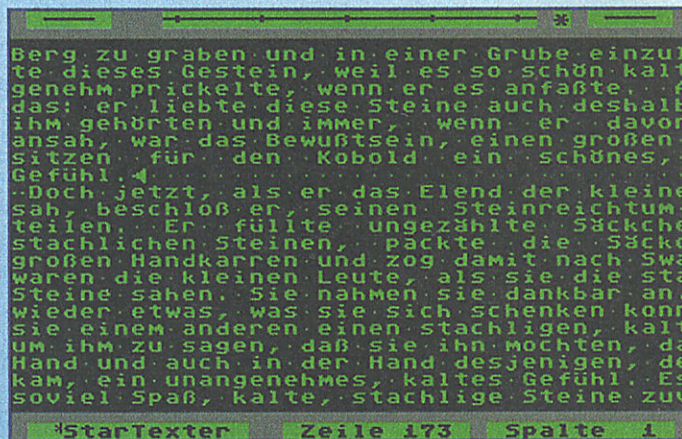 *
Berg zu graben und in einer Grube einzul
te dieses Gestein, weil es so schön kalt
genehm prickelte, wenn er es anfaßte. A
das: er liebte diese Steine auch deshalb
ihm gehörten und immer, wenn er davon
ansah, war das Bewußtsein, einen großen
sitzen für den Kobold ein schönes,
Gefühl.
Doch jetzt, als er das Elend der kleine
sah, beschloß er, seinen Steinreichtum
teilen. Er füllte ungezählte Säckche
stachlichen Steinen, packte die Säck
großen Handkarren und zog damit nach Swa
waren die kleinen Leute, als sie die sta
Steine sahen. Sie nahmen sie dankbar an.
wieder etwas, was sie sich schenken konn
sie einem anderen einen stachligen, kalt
um ihm zu sagen, daß sie ihn mochten, da
Hand und auch in der Hand desjenigen, de
kam, ein unangenehmes, kaltes Gefühl. Es
soviel Spaß, kalte, stachlige Steine zuv
*StarTexter Zeile 173 Spalte 1